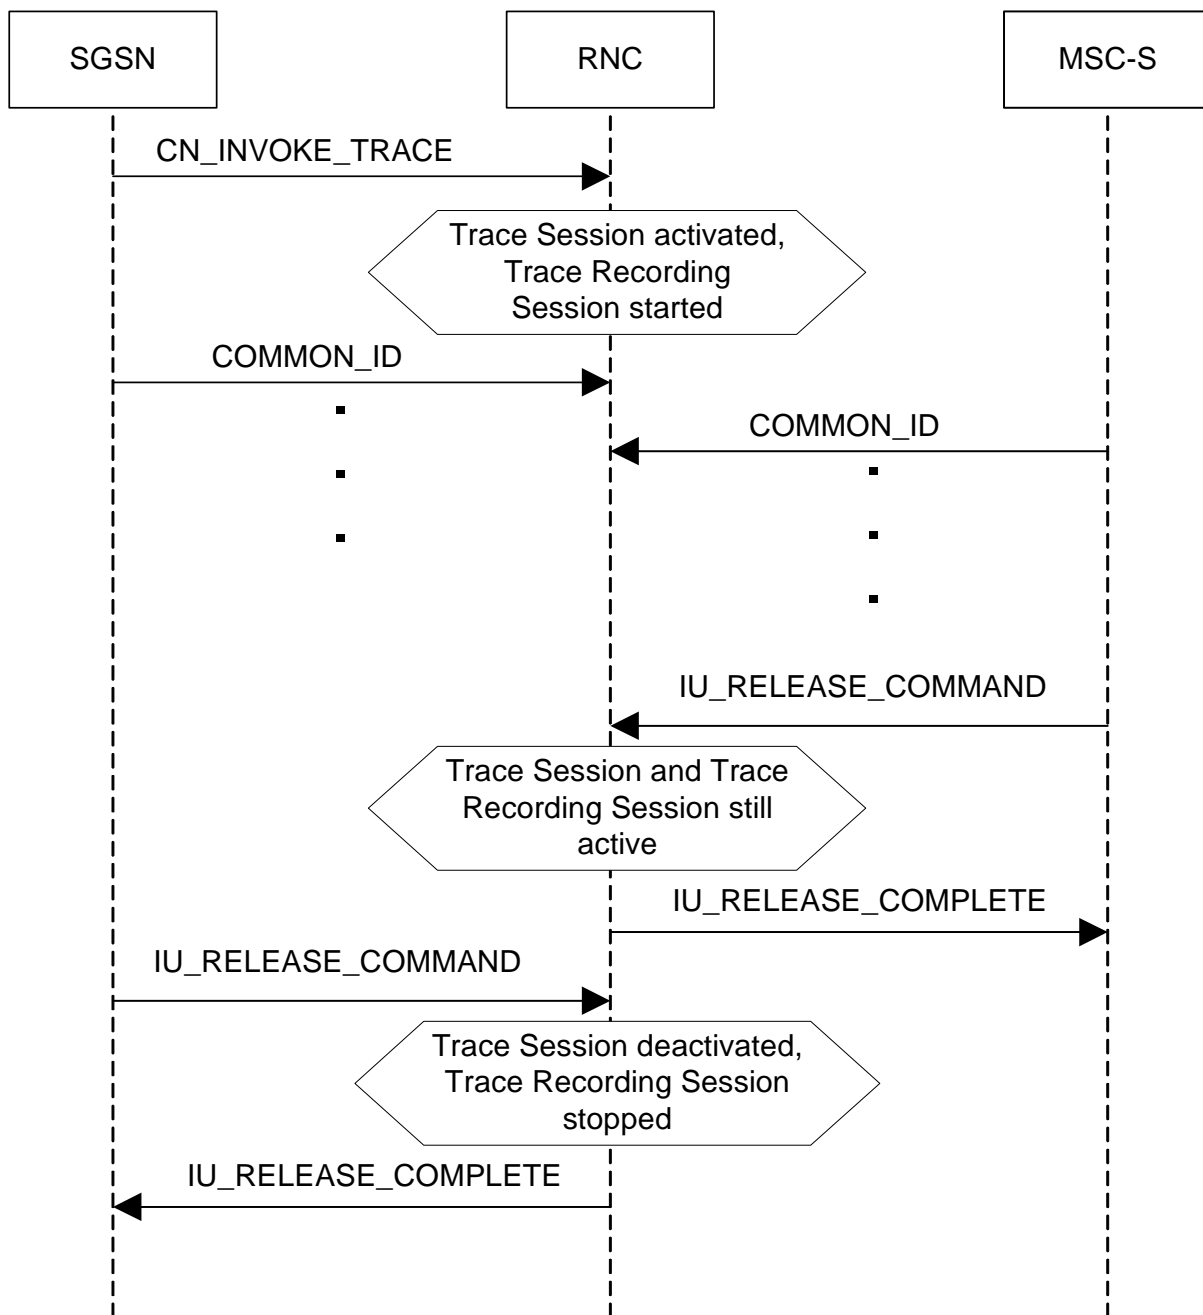 SGSN
RNC
MSC-S
CN_INVOKE_TRACE
Trace Session activated,
Trace Recording
Session started
COMMON_ID
COMMON_ID
IU_RELEASE_COMMAND
Trace Session and Trace
Recording Session still
active
IU_RELEASE_COMPLETE
IU_RELEASE_COMMAND
Trace Session deactivated,
Trace Recording Session
stopped
IU_RELEASE_COMPLETE